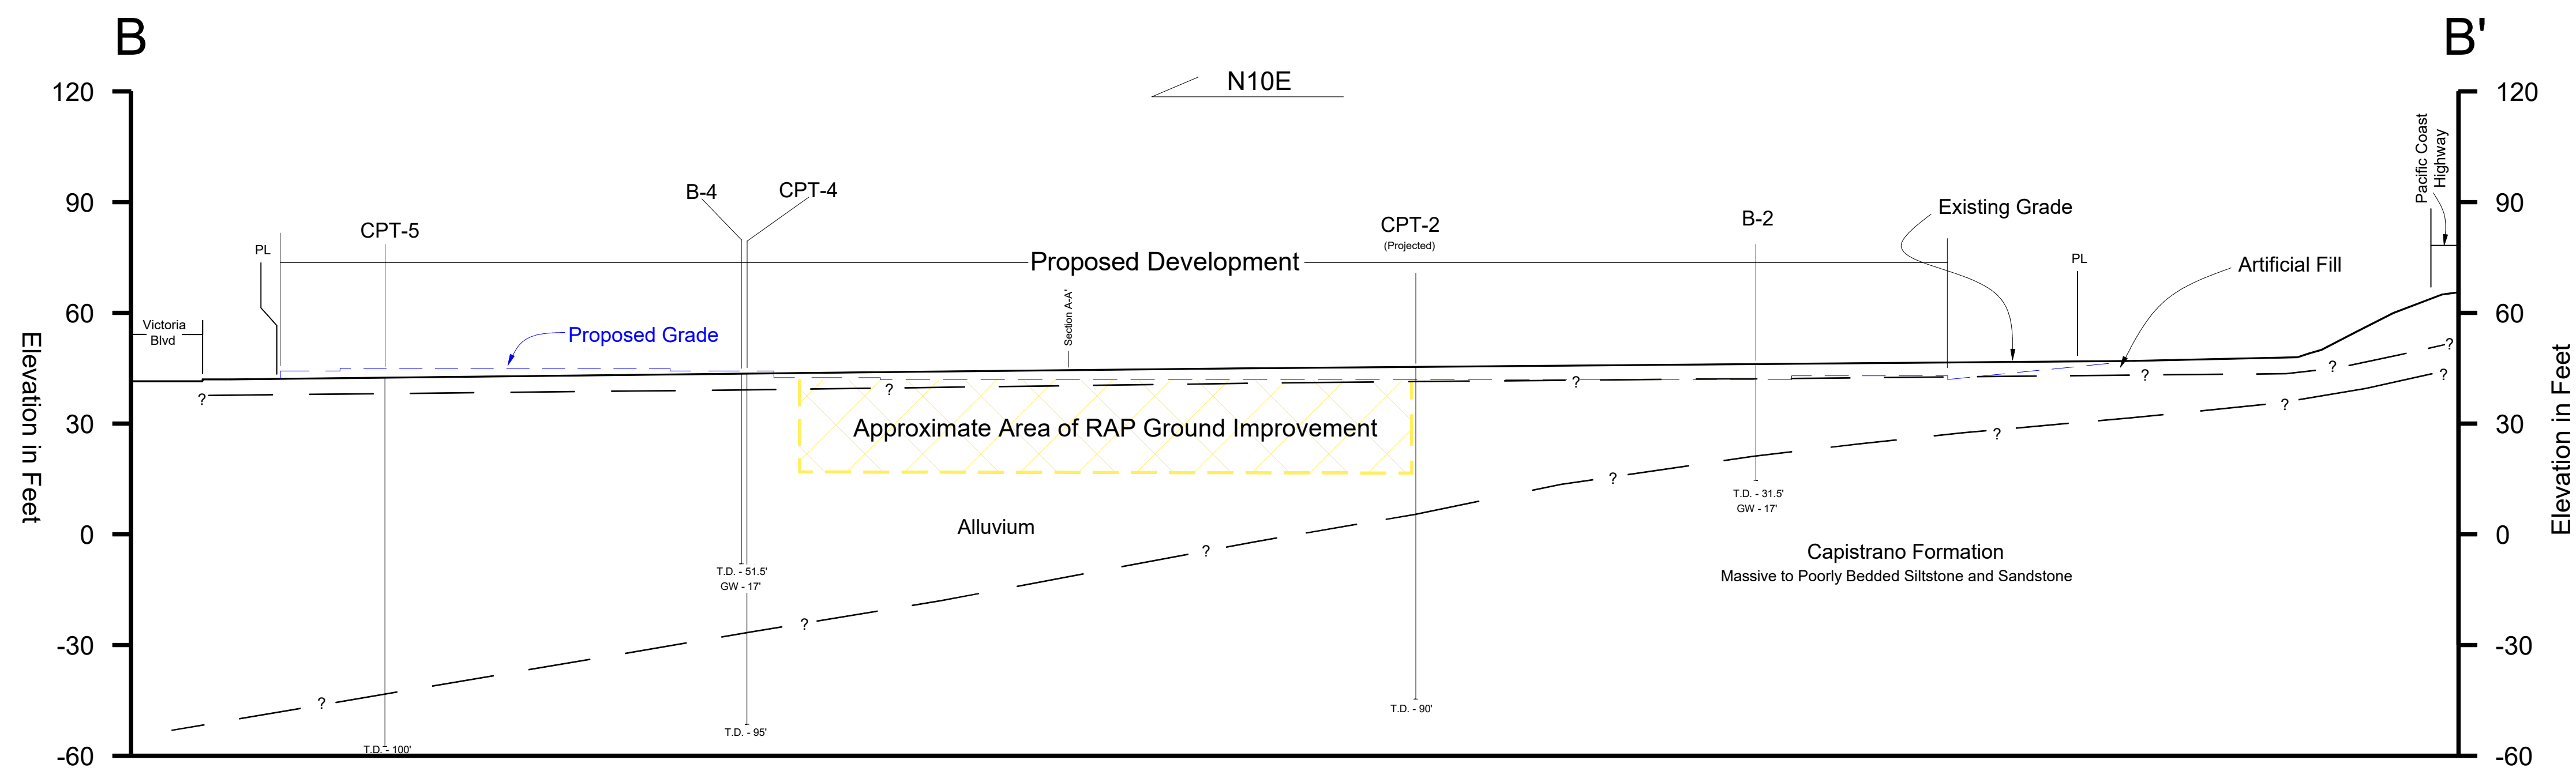 B
B'
N10E
120
90
60
30
0
-30
-60
Elevation in Feet
Victoria
Blvd
PL
CPT-5
T.D. - 100'
Proposed Grade
B-4
CPT-4
T.D. - 51.5'
GW - 17'
T.D. - 95'
Proposed Development
Section A-A'
CPT-2
(Projected)
T.D. - 90'
B-2
T.D. - 31.5'
GW - 17'
Existing Grade
PL
Artificial Fill
Pacific Coast
Highway
Approximate Area of RAP Ground Improvement
Alluvium
Capistrano Formation
Massive to Poorly Bedded Siltstone and Sandstone
?
?
?
?
?
?
?
?
?
?
?
?
?
?
120
90
60
30
0
-30
-60
Elevation in Feet